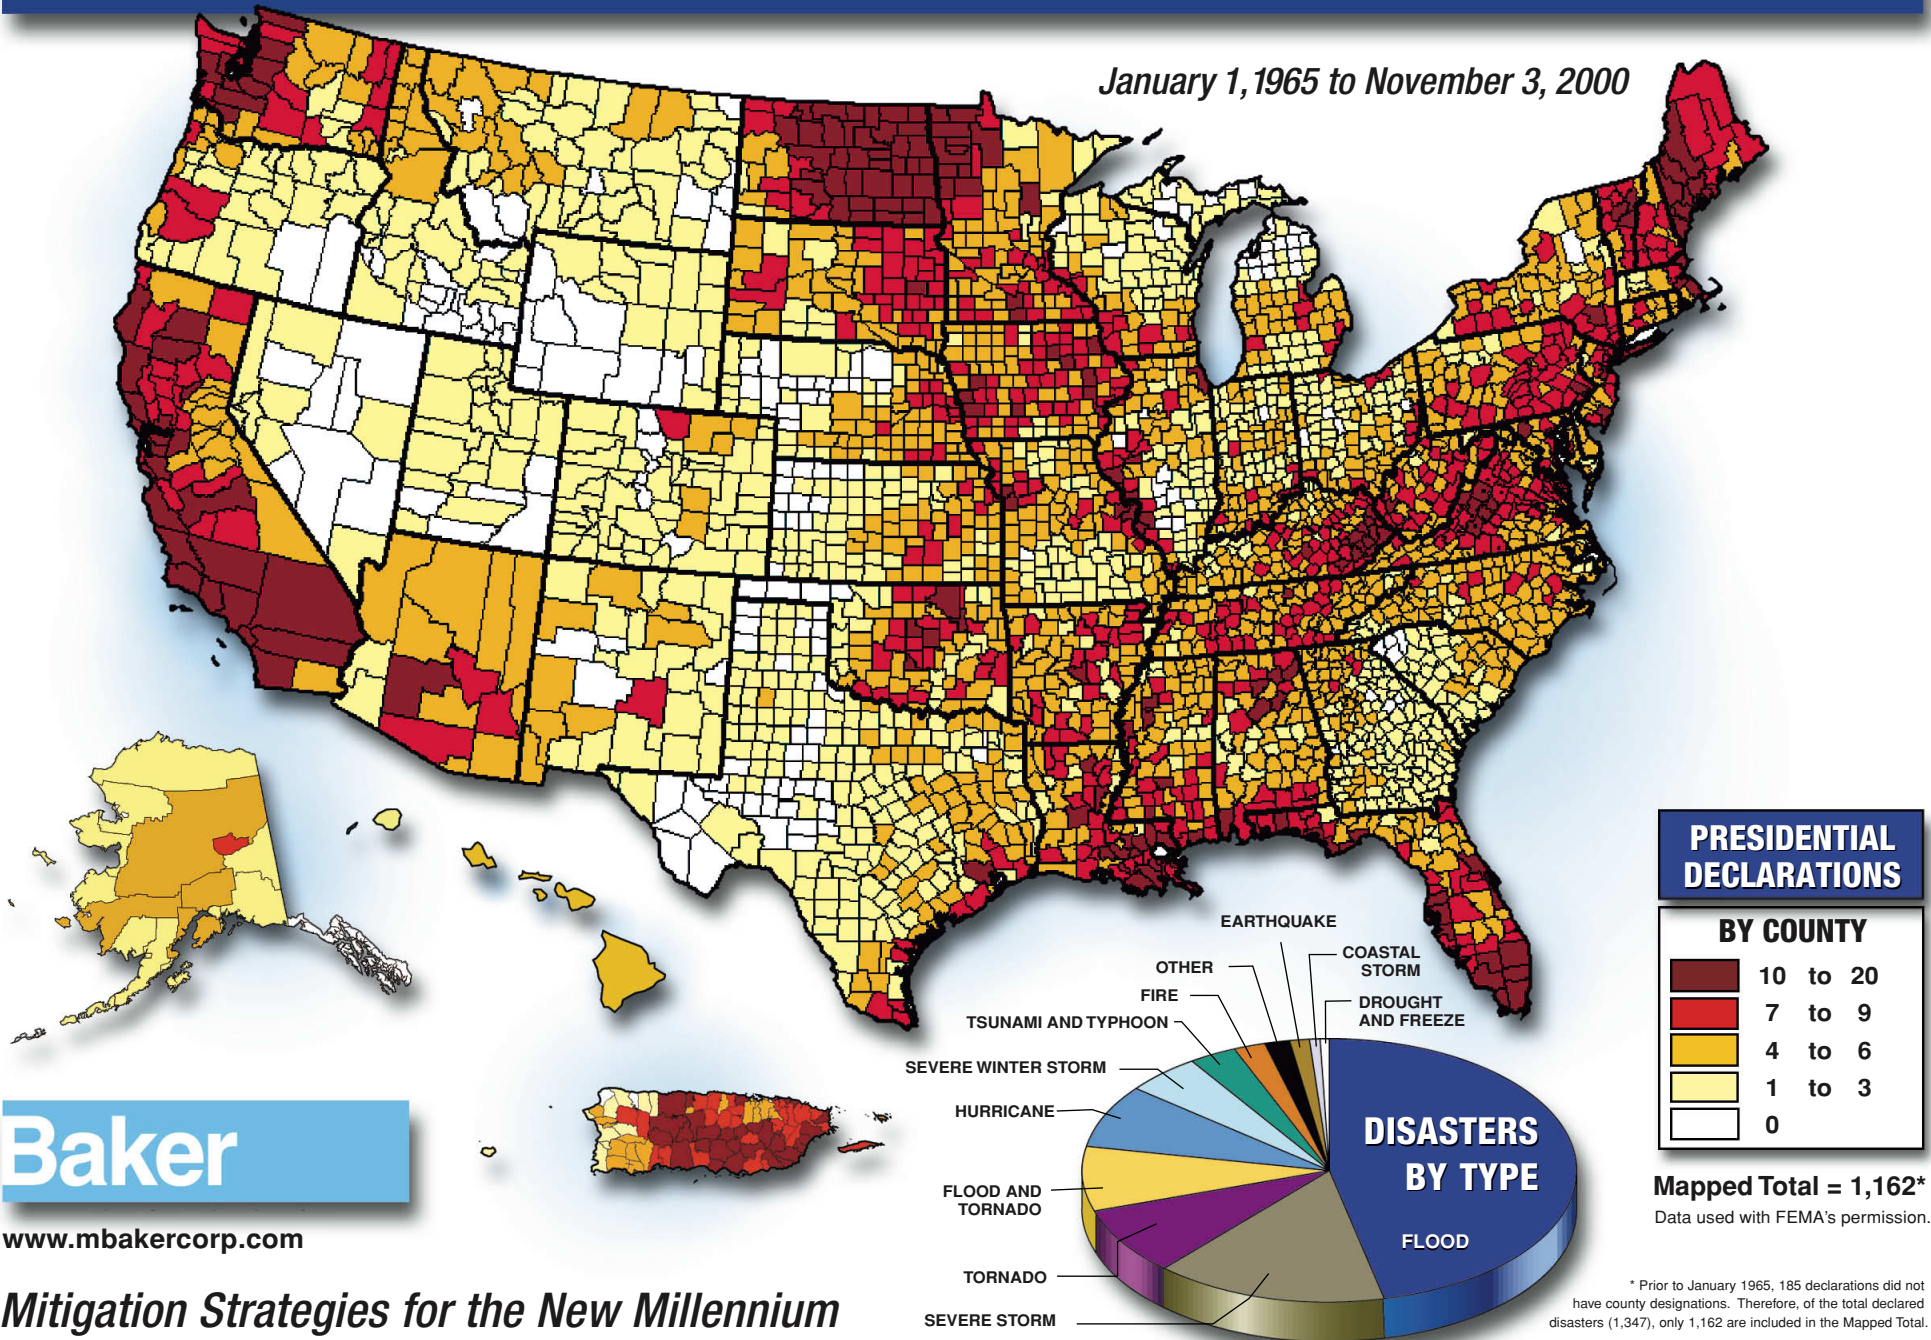 January 1, 1965 to November 3, 2000
PRESIDENTIAL
DECLARATIONS
BY COUNTY
10 to 20
7 to 9
4 to 6
1 to 3
0
Mapped Total = 1,162*
Data used with FEMA's permission.
EARTHQUAKE
COASTAL
STORM
OTHER
DROUGHT
AND FREEZE
FIRE
TSUNAMI AND TYPHOON
SEVERE WINTER STORM
HURRICANE
FLOOD AND
TORNADO
TORNADO
SEVERE STORM
DISASTERS
BY TYPE
FLOOD
Baker
www.mbakercorp.com
Mitigation Strategies for the New Millennium
* Prior to January 1965, 185 declarations did not
have county designations. Therefore, of the total declared
disasters (1,347), only 1,162 are included in the Mapped Total.